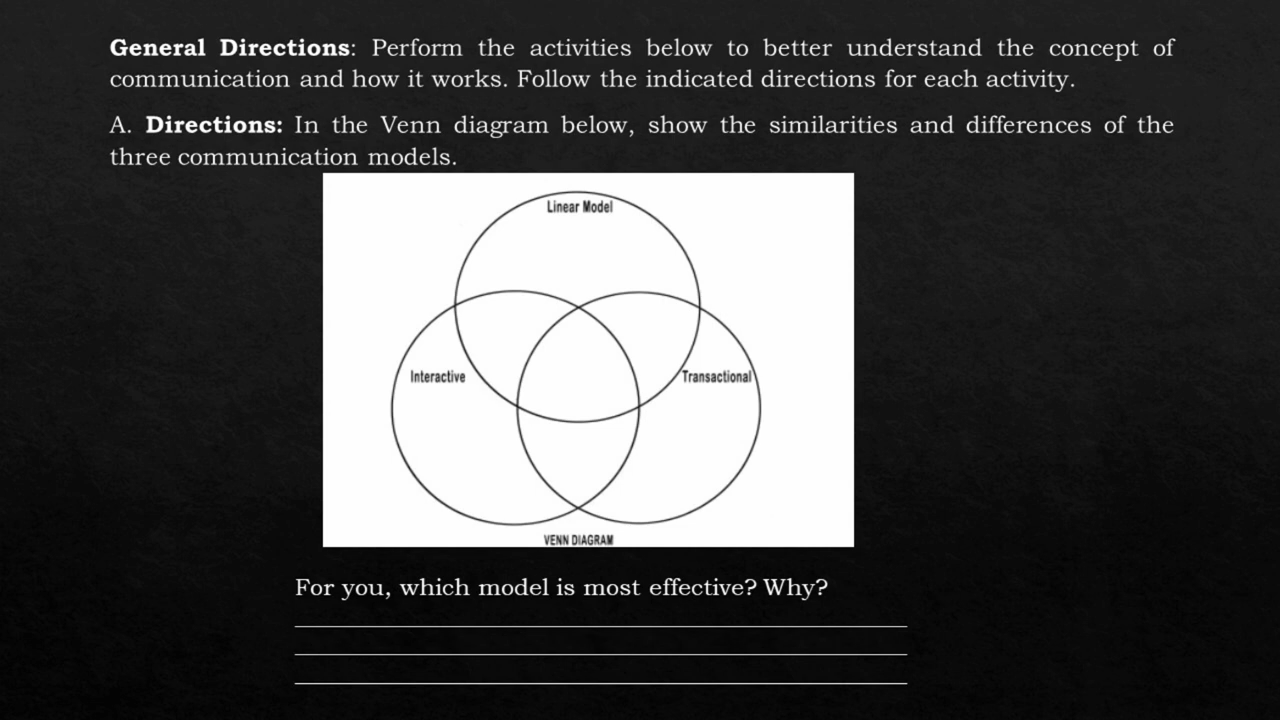 General Directions: Perform the activities below to better understand the concept of
communication and how it works. Follow the indicated directions for each activity.
A. Directions: In the Venn diagram below, show the similarities and differences of the
three communication models.
Linear Model
Interactive
Transactional
VENN DIAGRAM
For you, which model is most effective? Why?